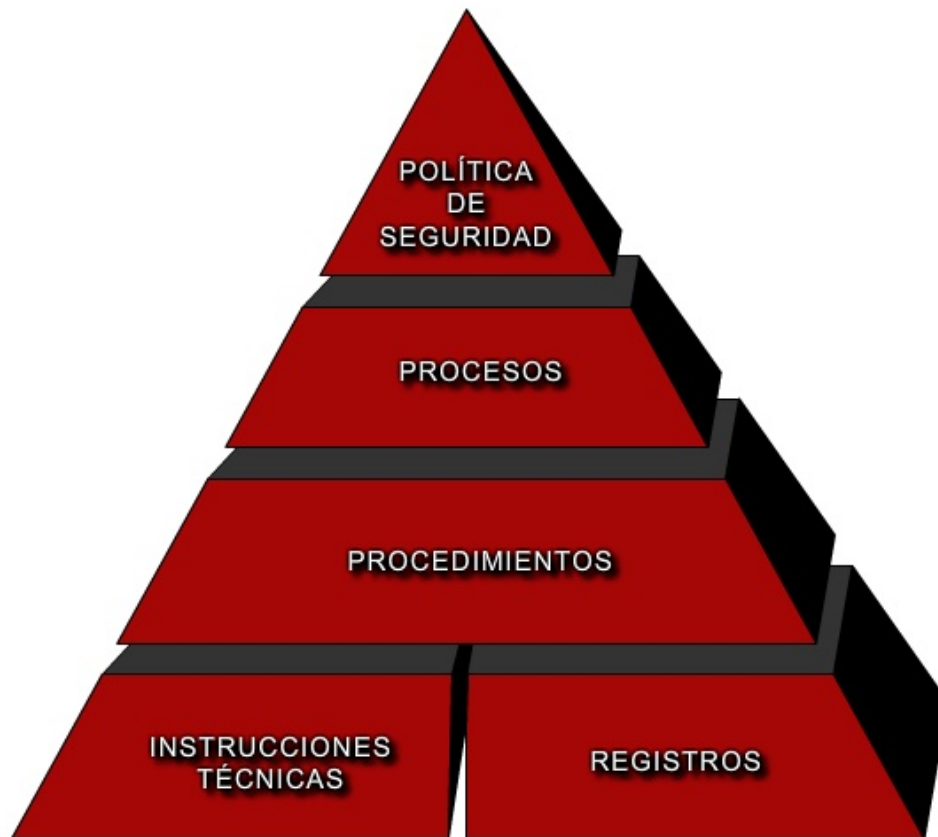 POLÍTICA
DE
SEGURIDAD
PROCESOS
PROCEDIMIENTOS
INSTRUCCIONES
TÉCNICAS
REGISTROS